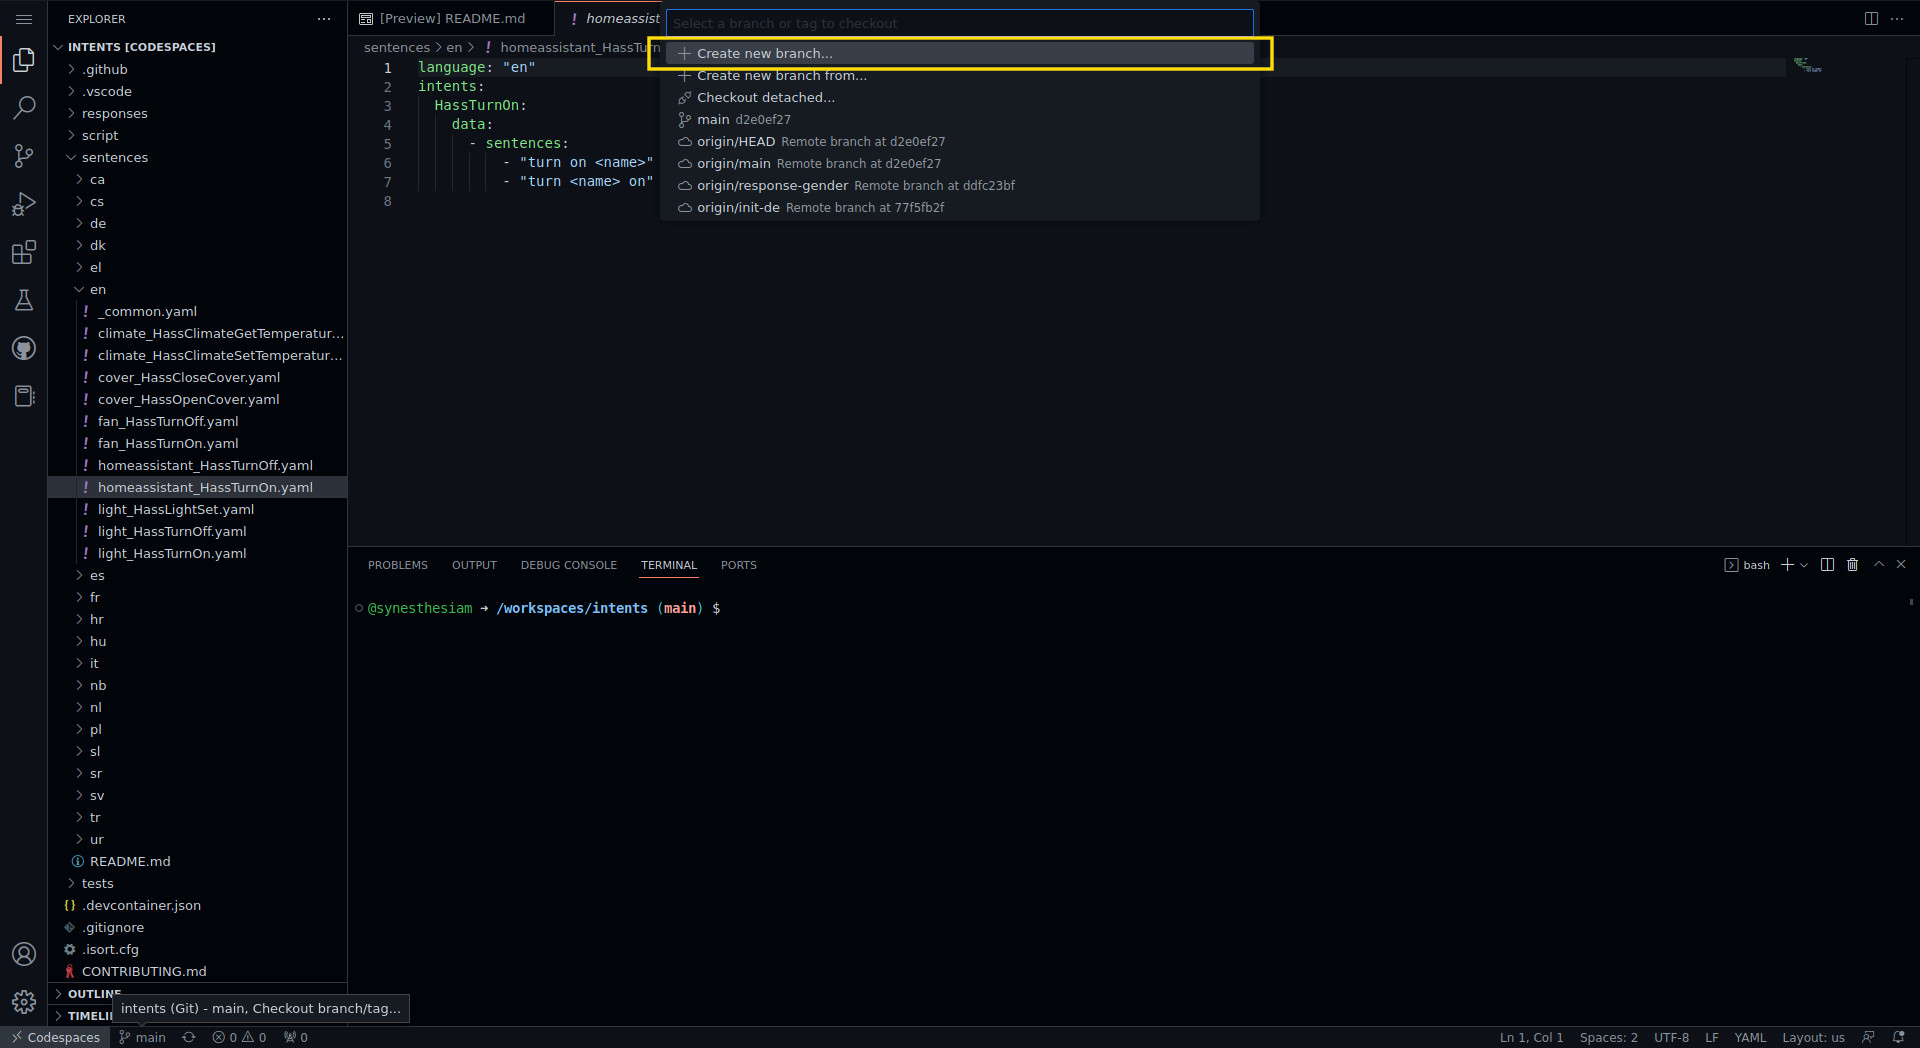 EXPLORER
INTENTS [CODESPACES]
.github
.vscode
responses
script
sentences
ca
cs
de
dk
el
en
_common.yaml
climate_HassClimateGetTemperatur...
climate_HassClimateSetTemperatur...
cover_HassCloseCover.yaml
cover_HassOpenCover.yaml
fan_HassTurnOff.yaml
fan_HassTurnOn.yaml
homeassistant_HassTurnOff.yaml
homeassistant_HassTurnOn.yaml
light_HassLightSet.yaml
light_HassTurnOff.yaml
light_HassTurnOn.yaml
es
fr
hr
hu
it
nb
nl
pl
sl
sr
sv
tr
ur
README.md
tests
.devcontainer.json
.gitignore
.isort.cfg
CONTRIBUTING.md
OUTLINE
TIMELI
intents (Git) - main, Checkout branch/tag...
[Preview] README.md
homeassist
sentences > en > ! homeassistant_HassTurn
1 language: "en"
2 intents:
3 HassTurnOn:
4 data:
5 - sentences:
6 - "turn on <name>"
7 - "turn <name> on"
8
Select a branch or tag to checkout
Create new branch...
Create new branch from...
Checkout detached...
main d2e0ef27
origin/HEAD Remote branch at d2e0ef27
origin/main Remote branch at d2e0ef27
origin/response-gender Remote branch at ddfc23bf
origin/init-de Remote branch at 77f5fb2f
PROBLEMS OUTPUT DEBUG CONSOLE TERMINAL PORTS
bash
@synesthesiam ➜ /workspaces/intents (main) $
Codespaces main 0 0 0
Ln 1, Col 1 Spaces: 2 UTF-8 LF YAML Layout: us